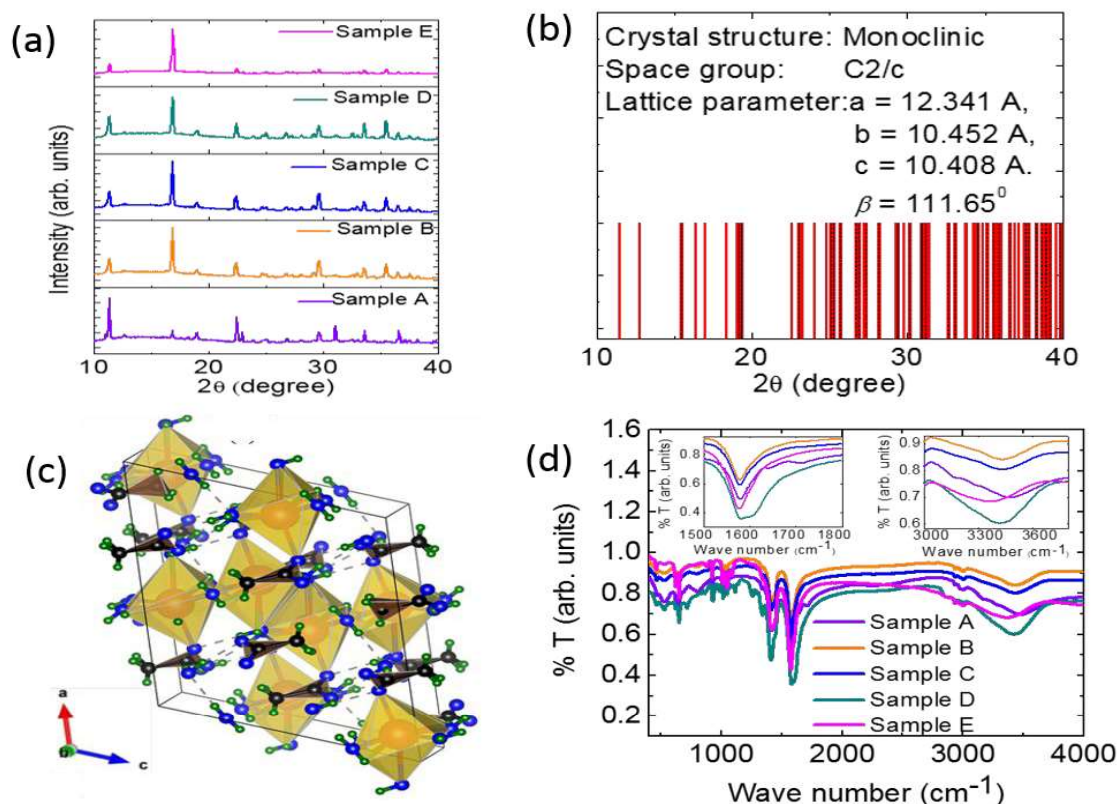 (a)
Sample E
Sample D
Sample C
Sample B
Sample A
Intensity (arb. units)
10 20 30 40
2θ (degree)
(b)
Crystal structure: Monoclinic
Space group: C2/c
Lattice parameter:a = 12.341 A,
b = 10.452 A,
c = 10.408 A.
β = 111.65⁰
10 20 30 40
2θ (degree)
(c)
a
b
c
(d)
1.6
1.4
1.2
1.0
0.8
0.6
0.4
0.2
% T (arb. units)
0.8
0.6
0.4
% T (arb. units)
1500 1600 1700 1800
Wave number (cm⁻¹)
0.9
0.8
0.7
0.6
% T (arb. units)
3000 3300 3600
Wave number (cm⁻¹)
Sample A
Sample B
Sample C
Sample D
Sample E
1000 2000 3000 4000
Wave number (cm⁻¹)